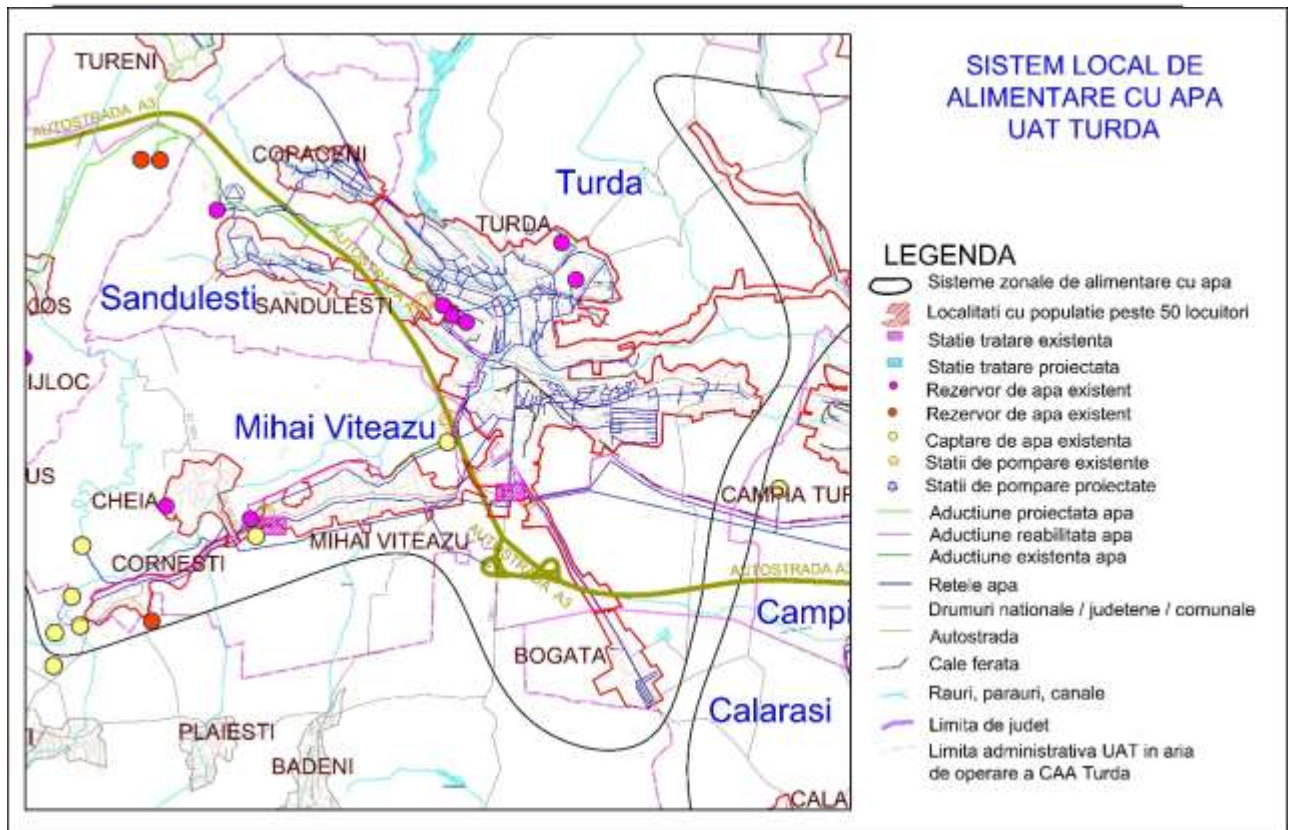 SISTEM LOCAL DE
ALIMENTARE CU APA
UAT TURDA
TURENI
AUTOSTRADA A3
COPACENI
Turda
TURDA
AUTOSTRADA
Sandulesti
SANDULESTI
JOS
IJLOC
Mihai Viteazu
US
CHEIA
CAMPIA TUR
MIHAI VITEAZU
CORNESTI
AUTOSTRADA A3
AUTOSTRADA A3
Campi
BOGATA
Calarasi
PLAIESTI
BADENI
CALA
LEGENDA
Sisteme zonale de alimentare cu apa
Localitati cu populatie peste 50 locuitori
Statie tratare existenta
Statie tratare proiectata
Rezervor de apa existent
Rezervor de apa existent
Captare de apa existenta
Statii de pompare existente
Statii de pompare proiectate
Aductiune proiectata apa
Aductiune reabilitata apa
Aductiune existenta apa
Retele apa
Drumuri nationale / judetene / comunale
Autostrada
Cale ferata
Rauri, parauri, canale
Limita de judet
Limita administrativa UAT in aria
de operare a CAA Turda